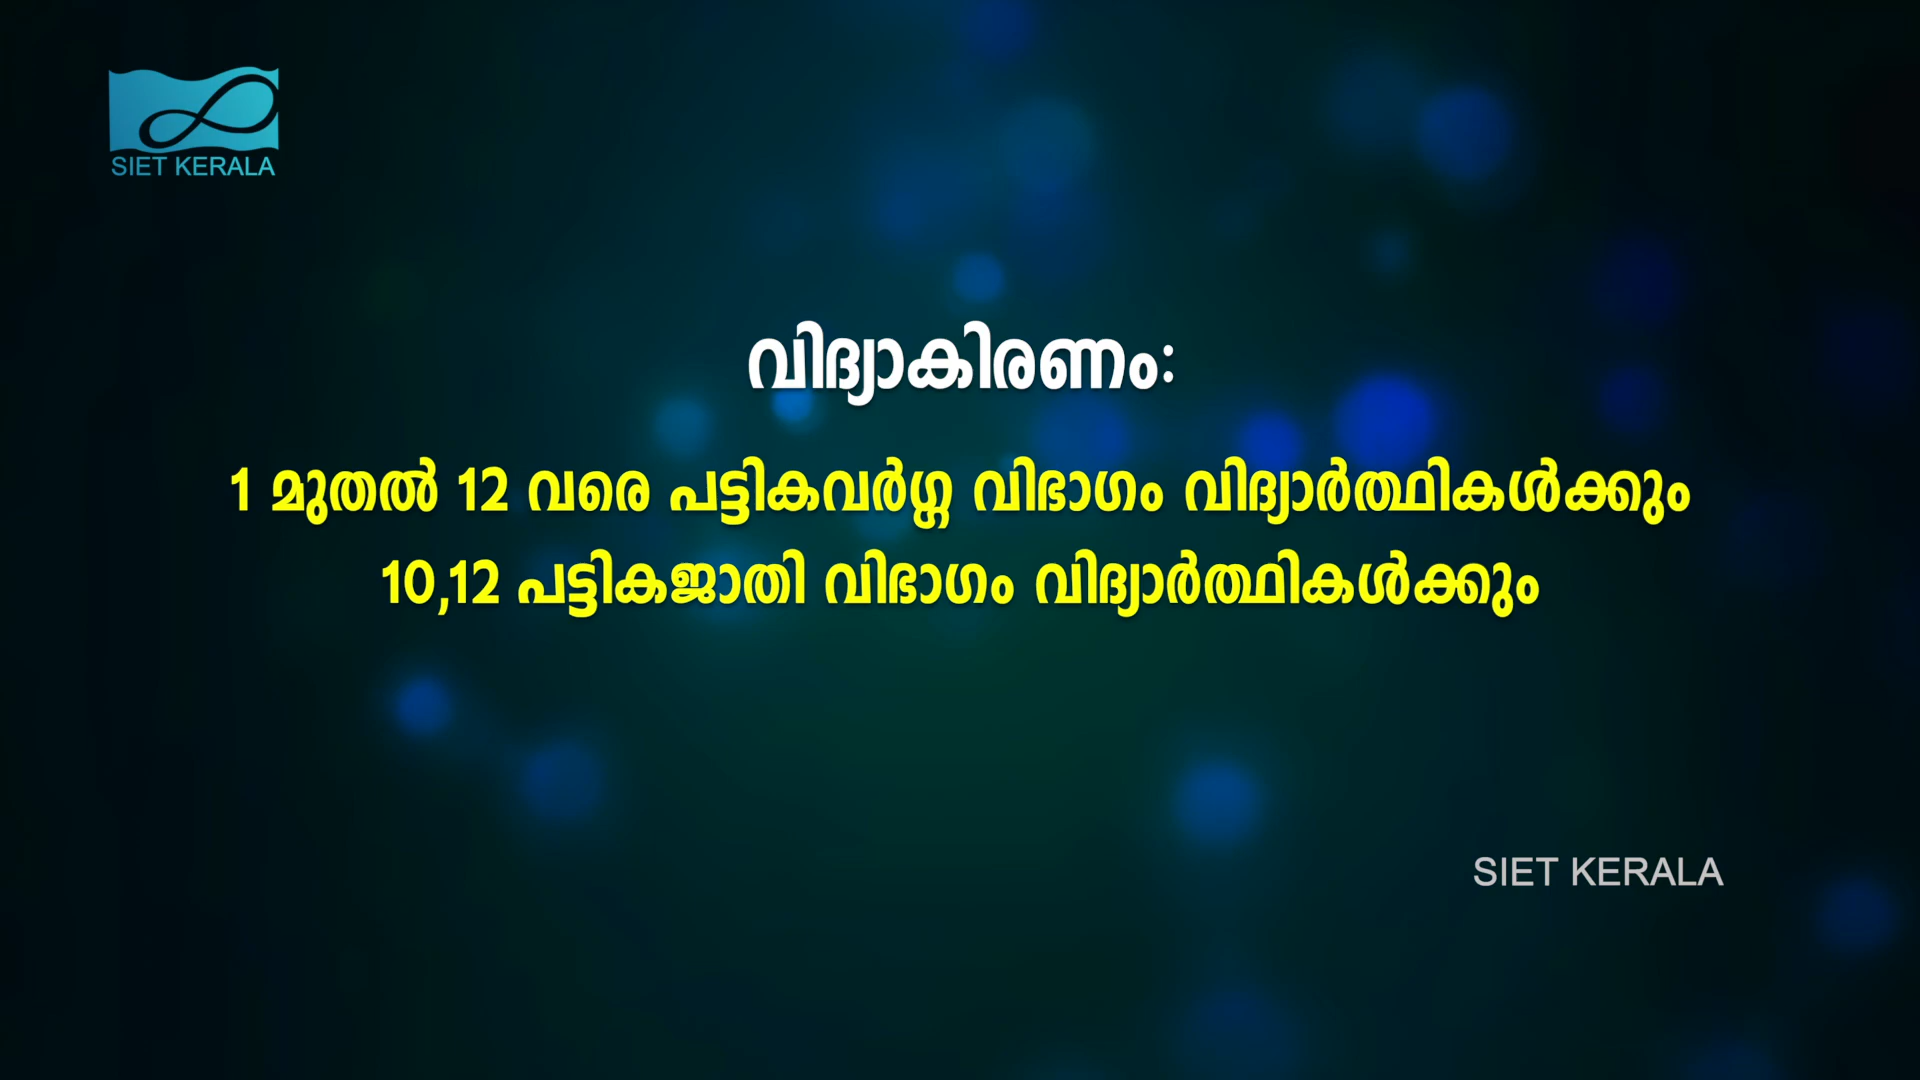 SIET KERALA
വിദ്യാകിരണം:
1 മുതൽ 12 വരെ പട്ടികവർഗ്ഗ വിഭാഗം വിദ്യാർത്ഥികൾക്കും
10,12 പട്ടികജാതി വിഭാഗം വിദ്യാർത്ഥികൾക്കും
SIET KERALA